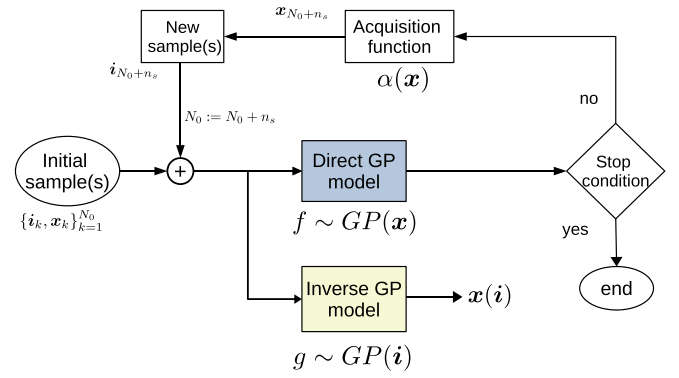 New
sample(s)
𝒙_{N_0+n_s}
Acquisition
function
α(𝒙)
𝒊_{N_0+n_s}
N_0 := N_0 + n_s
no
Initial
sample(s)
{𝒊_k, 𝒙_k}_{k=1}^{N_0}
+
Direct GP
model
f ∼ GP(𝒙)
Stop
condition
yes
Inverse GP
model
g ∼ GP(𝒊)
𝒙(𝒊)
end